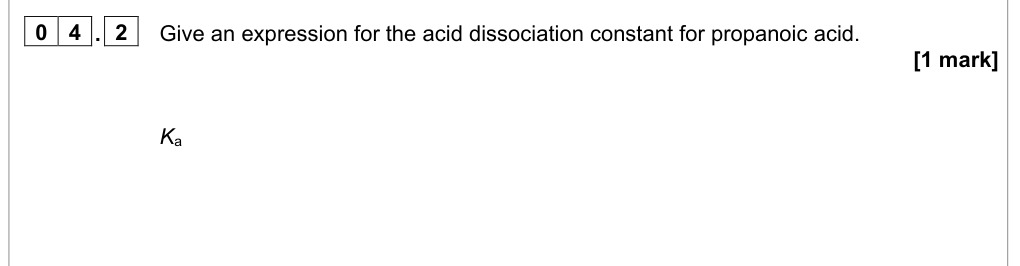 0 4 . 2 Give an expression for the acid dissociation constant for propanoic acid.
[1 mark]
Kₐ